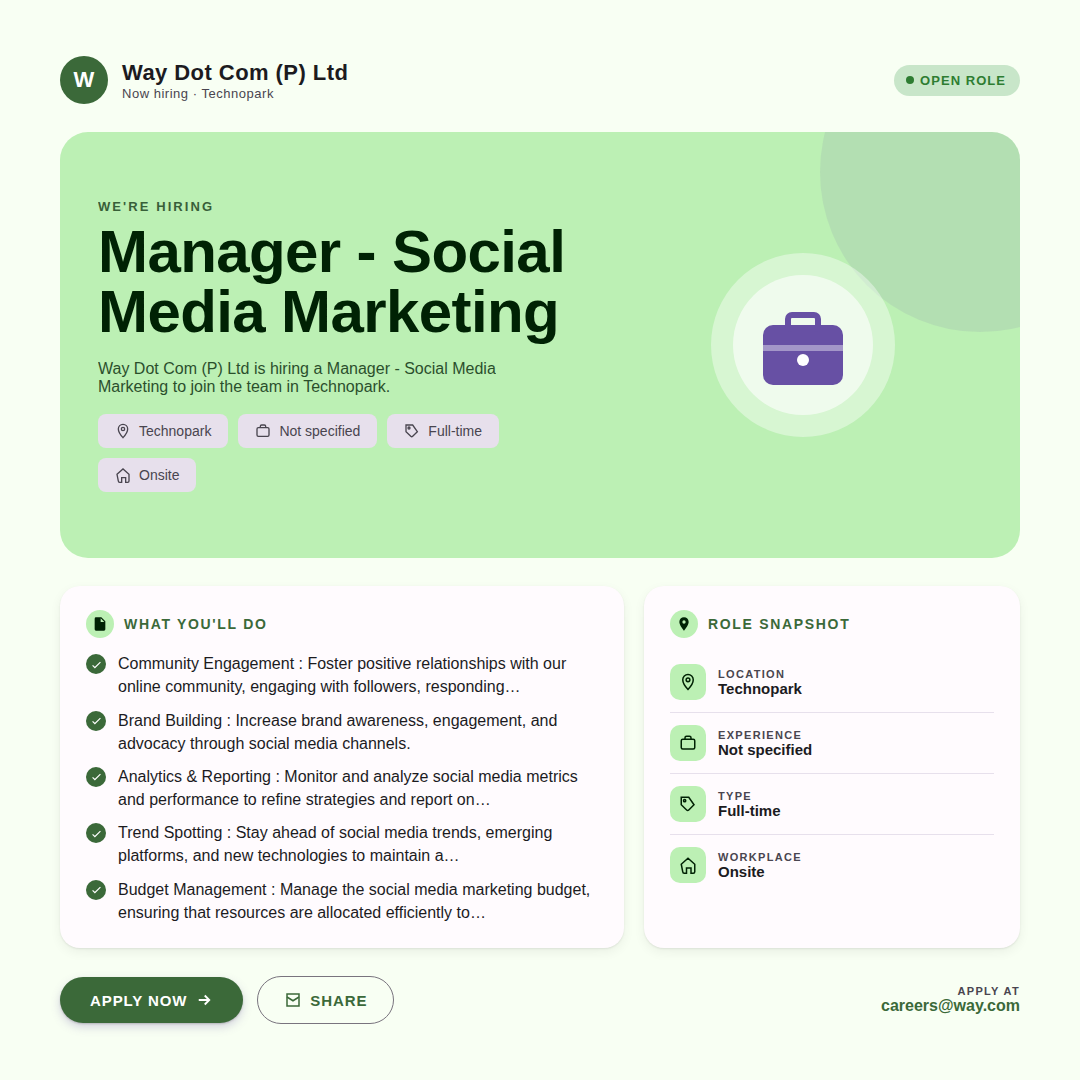 W
Way Dot Com (P) Ltd
Now hiring · Technopark
OPEN ROLE
WE'RE HIRING
Manager - Social
Media Marketing
Way Dot Com (P) Ltd is hiring a Manager - Social Media
Marketing to join the team in Technopark.
Technopark
Not specified
Full-time
Onsite
WHAT YOU'LL DO
Community Engagement : Foster positive relationships with our
online community, engaging with followers, responding…
Brand Building : Increase brand awareness, engagement, and
advocacy through social media channels.
Analytics & Reporting : Monitor and analyze social media metrics
and performance to refine strategies and report on…
Trend Spotting : Stay ahead of social media trends, emerging
platforms, and new technologies to maintain a…
Budget Management : Manage the social media marketing budget,
ensuring that resources are allocated efficiently to…
ROLE SNAPSHOT
LOCATION
Technopark
EXPERIENCE
Not specified
TYPE
Full-time
WORKPLACE
Onsite
APPLY NOW
SHARE
APPLY AT
careers@way.com